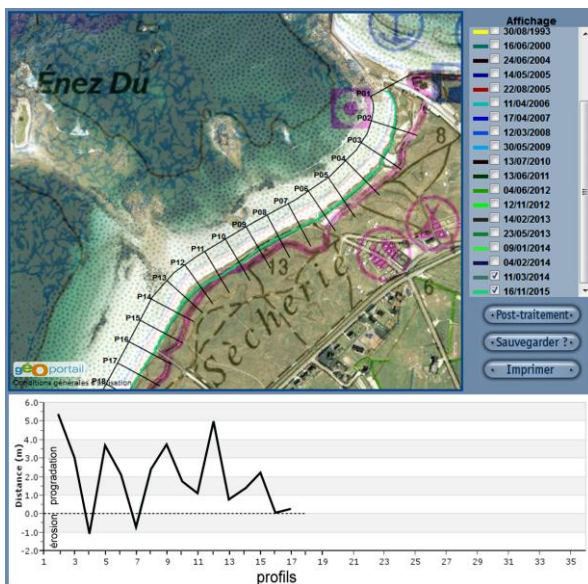 Énez Du
P01
P02
P03
P04
P05
P06
P07
P08
P09
P10
P11
P12
P13
P14
P15
P16
P17
P18
8
13
6
Sècherie
géoportail
Conditions générales d'utilisation
Affichage
30/08/1993
16/06/2000
24/06/2004
14/05/2005
22/08/2005
11/04/2006
17/04/2007
12/03/2008
30/05/2009
13/07/2010
13/06/2011
04/06/2012
12/11/2012
14/02/2013
23/05/2013
09/01/2014
04/02/2014
11/03/2014
16/11/2015
Post-traitement
Sauvegarder ?
Imprimer
Distance (m)
érosion progradation
6.0
5.0
4.0
3.0
2.0
1.0
0.0
-1.0
-2.0
1 3 5 7 9 11 13 15 17 19 21 23 25 27 29 31 33 35
profils